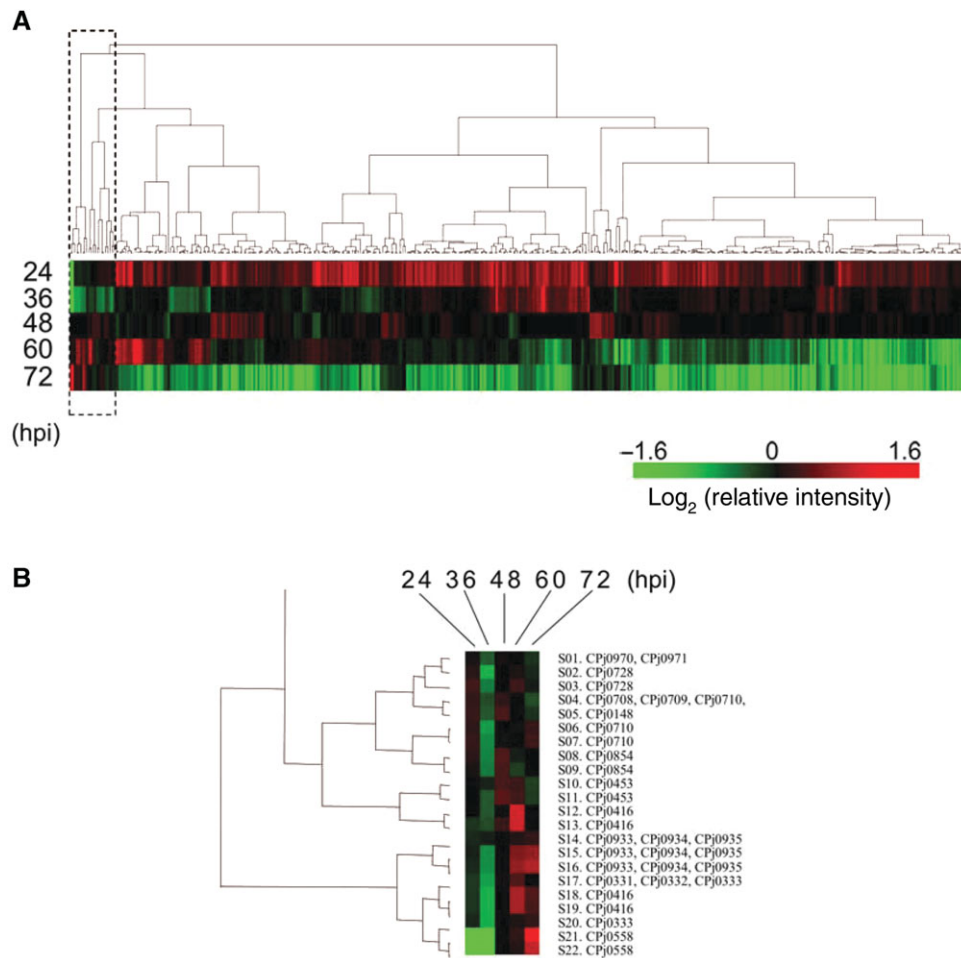 A
24
36
48
60
72
(hpi)
−1.6 0 1.6
Log2 (relative intensity)
B
24 36 48 60 72 (hpi)
S01. CPj0970, CPj0971
S02. CPj0728
S03. CPj0728
S04. CPj0708, CPj0709, CPj0710,
S05. CPj0148
S06. CPj0710
S07. CPj0710
S08. CPj0854
S09. CPj0854
S10. CPj0453
S11. CPj0453
S12. CPj0416
S13. CPj0416
S14. CPj0933, CPj0934, CPj0935
S15. CPj0933, CPj0934, CPj0935
S16. CPj0933, CPj0934, CPj0935
S17. CPj0331, CPj0332, CPj0333
S18. CPj0416
S19. CPj0416
S20. CPj0333
S21. CPj0558
S22. CPj0558